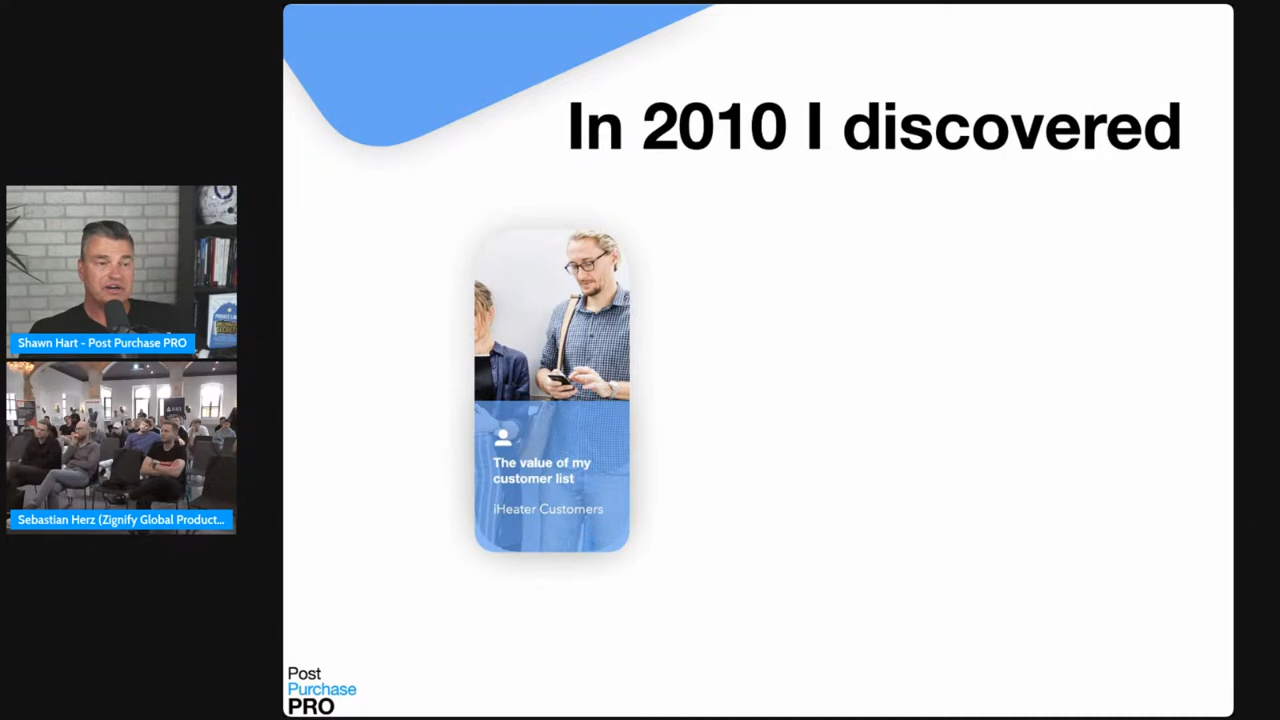 In 2010 I discovered
The value of my
customer list
iHeater Customers
Shawn Hart - Post Purchase PRO
Sebastian Herz (Zignify Global Product...
Post
Purchase
PRO